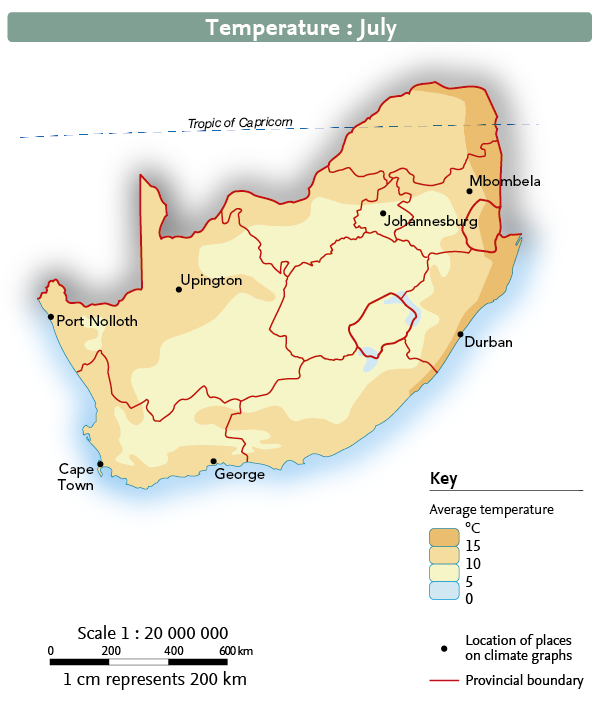 Temperature : July
Tropic of Capricorn
Mbombela
Johannesburg
Upington
Port Nolloth
Durban
Cape
Town
George
Key
Average temperature
°C
15
10
5
0
Scale 1 : 20 000 000
0 200 400 600 km
1 cm represents 200 km
Location of places
on climate graphs
Provincial boundary